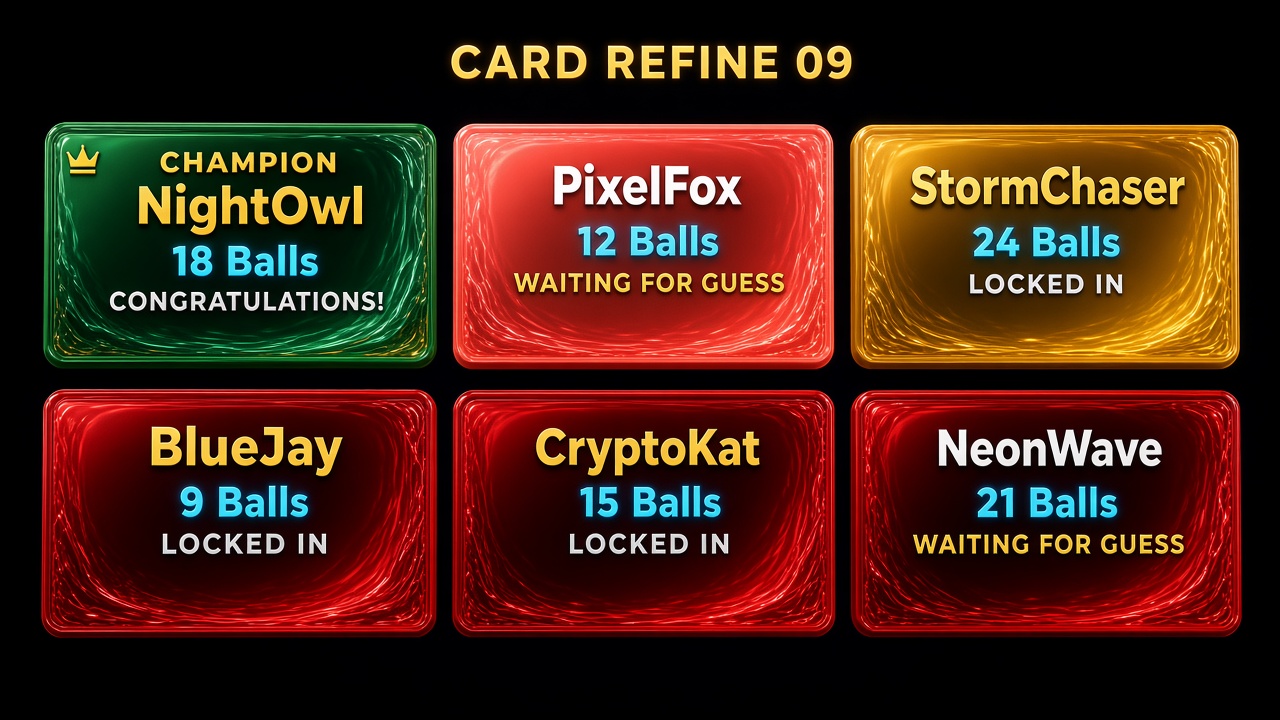 CARD REFINE 09
CHAMPION
NightOwl
18 Balls
CONGRATULATIONS!
PixelFox
12 Balls
WAITING FOR GUESS
StormChaser
24 Balls
LOCKED IN
BlueJay
9 Balls
LOCKED IN
CryptoKat
15 Balls
LOCKED IN
NeonWave
21 Balls
WAITING FOR GUESS